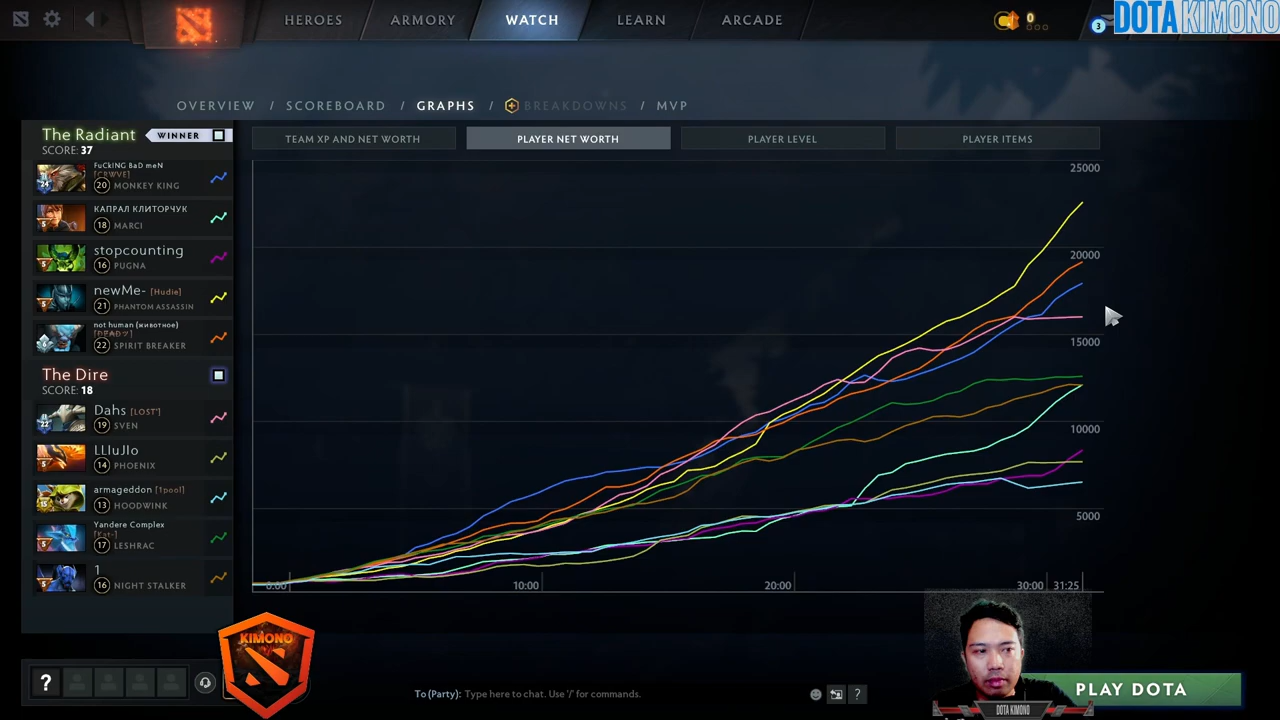 HEROES
ARMORY
WATCH
LEARN
ARCADE
0
3
DOTA KIMONO
OVERVIEW / SCOREBOARD / GRAPHS / BREAKDOWNS / MVP
The Radiant
WINNER
SCORE: 37
TEAM XP AND NET WORTH
PLAYER NET WORTH
PLAYER LEVEL
PLAYER ITEMS
FuCkING BaD meN
[CRWVE]
20 MONKEY KING
КАПРАЛ КЛИТОРЧУК
18 MARCI
stopcounting
16 PUGNA
newMe- [Hudie]
21 PHANTOM ASSASSIN
not human (животное)
22 SPIRIT BREAKER
The Dire
SCORE: 18
Dahs [LOST']
19 SVEN
LLIuJIo
14 PHOENIX
armageddon [1pool]
13 HOODWINK
Yandere Complex
[Kat-]
17 LESHRAC
1
16 NIGHT STALKER
25000
20000
15000
10000
5000
0:00
10:00
20:00
30:00
31:25
KIMONO
?
To (Party): Type here to chat. Use '/' for commands.
?
DOTA KIMONO
PLAY DOTA